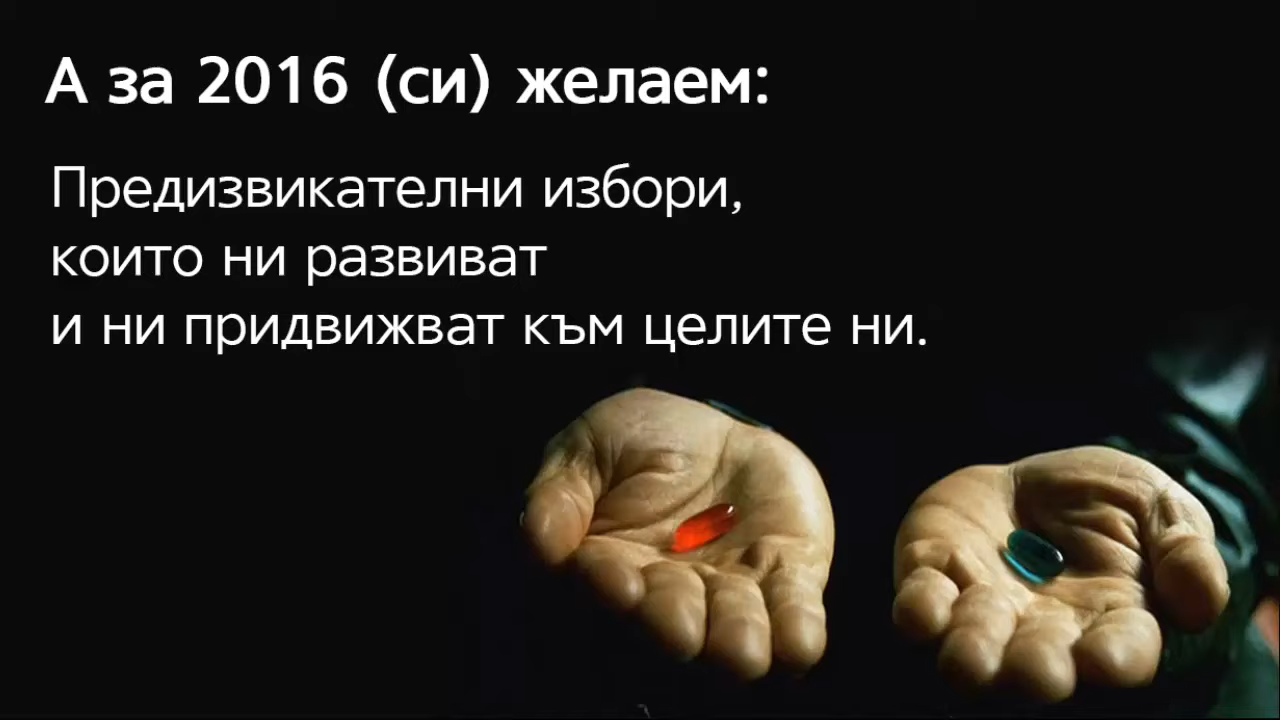 А за 2016 (си) желаем:
Предизвикателни избори,
които ни развиват
и ни придвижват към целите ни.